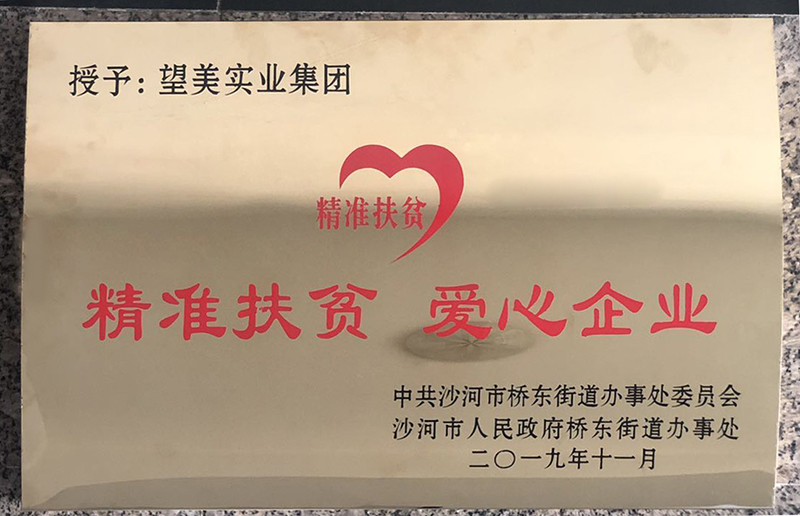 授予：望美实业集团
精准扶贫
精准扶贫 爱心企业
中共沙河市桥东街道办事处委员会
沙河市人民政府桥东街道办事处
二〇一九年十一月